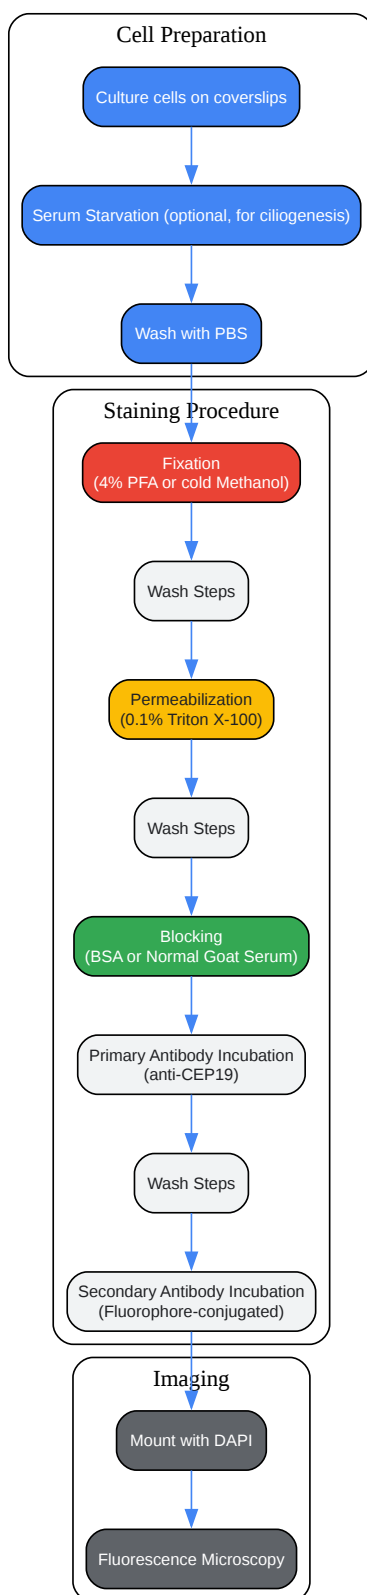 Cell Preparation
Culture cells on coverslips
Serum Starvation (optional, for ciliogenesis)
Wash with PBS
Staining Procedure
Fixation
(4% PFA or cold Methanol)
Wash Steps
Permeabilization
(0.1% Triton X-100)
Wash Steps
Blocking
(BSA or Normal Goat Serum)
Primary Antibody Incubation
(anti-CEP19)
Wash Steps
Secondary Antibody Incubation
(Fluorophore-conjugated)
Imaging
Mount with DAPI
Fluorescence Microscopy